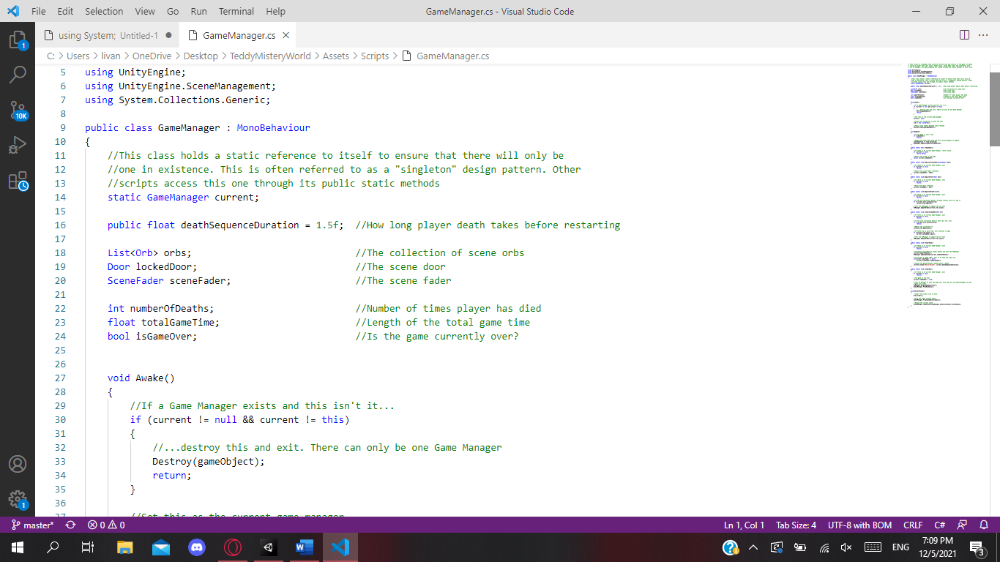 File Edit Selection View Go Run Terminal Help GameManager.cs - Visual Studio Code
using System; Untitled-1 GameManager.cs
C: > Users > livan > OneDrive > Desktop > TeddyMisteryWorld > Assets > Scripts > GameManager.cs
5 using UnityEngine;
6 using UnityEngine.SceneManagement;
7 using System.Collections.Generic;
8
9 public class GameManager : MonoBehaviour
10 {
11 //This class holds a static reference to itself to ensure that there will only be
12 //one in existence. This is often referred to as a "singleton" design pattern. Other
13 //scripts access this one through its public static methods
14 static GameManager current;
15
16 public float deathSequenceDuration = 1.5f; //How long player death takes before restarting
17
18 List<Orb> orbs; //The collection of scene orbs
19 Door lockedDoor; //The scene door
20 SceneFader sceneFader; //The scene fader
21
22 int numberOfDeaths; //Number of times player has died
23 float totalGameTime; //Length of the total game time
24 bool isGameOver; //Is the game currently over?
25
26
27 void Awake()
28 {
29 //If a Game Manager exists and this isn't it...
30 if (current != null && current != this)
31 {
32 //...destroy this and exit. There can only be one Game Manager
33 Destroy(gameObject);
34 return;
35 }
36
37 //Set this as the current game manager
1
10K
1
master* 0 0 Ln 1, Col 1 Tab Size: 4 UTF-8 with BOM CRLF C#
ENG 7:09 PM
12/5/2021 3